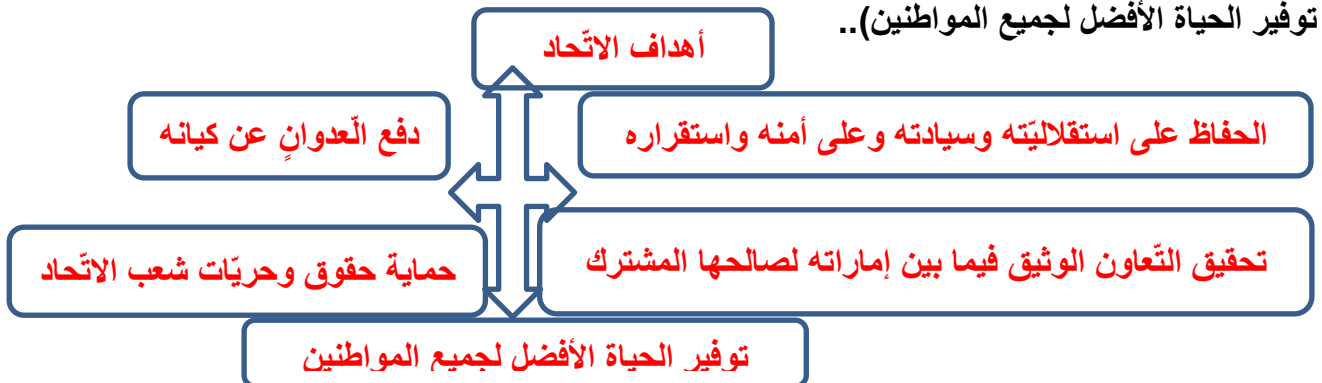 توفير الحياة الأفضل لجميع المواطنين)..
أهداف الاتّحاد
الحفاظ على استقلاليّته وسيادته وعلى أمنه واستقراره
دفع الّعدوانٍ عن كيانه
تحقيق التّعاون الوثيق فيما بين إماراته لصالحها المشترك
حماية حقوق وحريّات شعب الاتّحاد
توفير الحياة الأفضل لجميع المواطنين